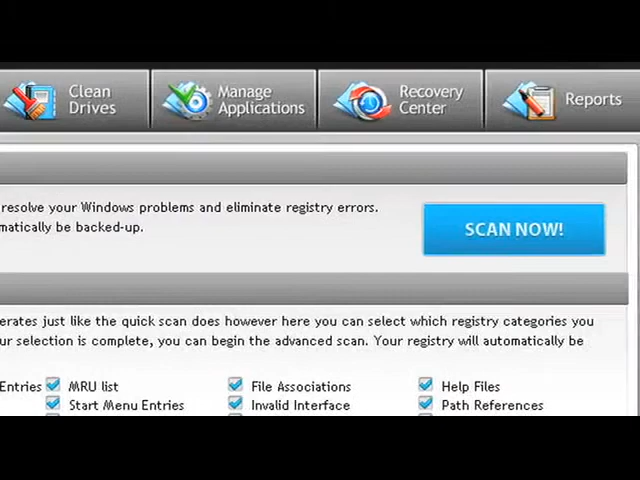 Clean Drives
Manage Applications
Recovery Center
Reports
resolve your Windows problems and eliminate registry errors.
matically be backed-up.
SCAN NOW!
erates just like the quick scan does however here you can select which registry categories you
ur selection is complete, you can begin the advanced scan. Your registry will automatically be
Entries MRU list File Associations Help Files
Start Menu Entries Invalid Interface Path References